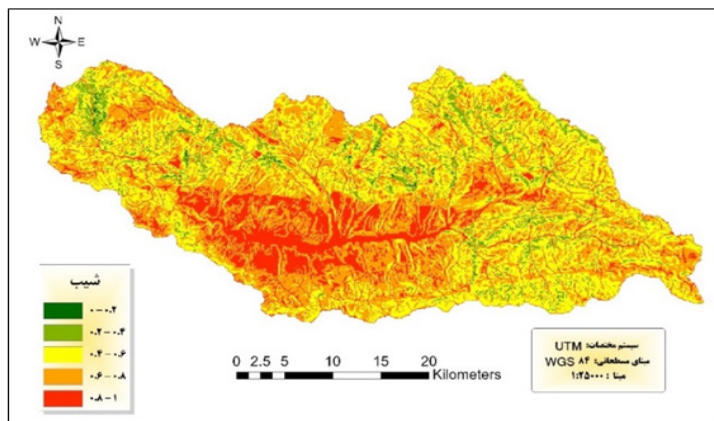 N
W E
S
شیب
۰ - ۰.۲
۰.۲ - ۰.۴
۰.۴ - ۰.۶
۰.۶ - ۰.۸
۰.۸ - ۱
0 2.5 5 10 15 20
Kilometers
سیستم مختصات: UTM
مبنای مسطحاتی: WGS ۸۴
مبنا : ۱:۲۵۰۰۰